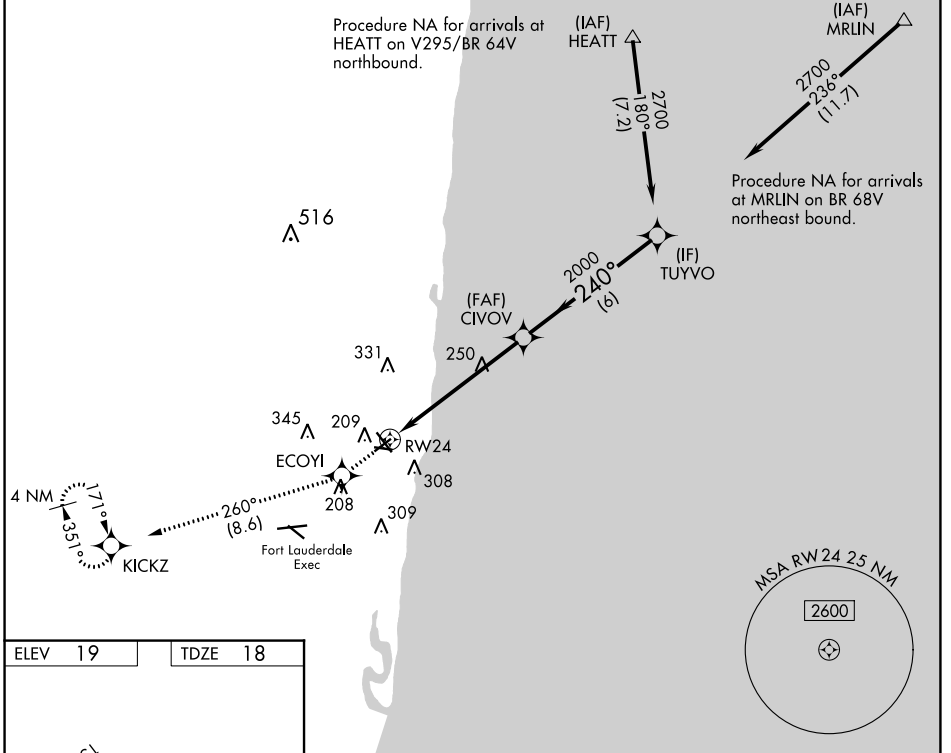 Procedure NA for arrivals at
HEATT on V295/BR 64V
northbound.
(IAF)
HEATT
(IAF)
MRLIN
2700
180°
(7.2)
2700
236°
(11.7)
Procedure NA for arrivals
at MRLIN on BR 68V
northeast bound.
516
(IF)
TUYVO
2000
240°
(6)
(FAF)
CIVOV
331
250
345
209
RW24
ECOYI
308
208
309
4 NM
171°
351°
260°
(8.6)
KICKZ
Fort Lauderdale
Exec
MSA RW24 25 NM
2600
ELEV 19
TDZE 18